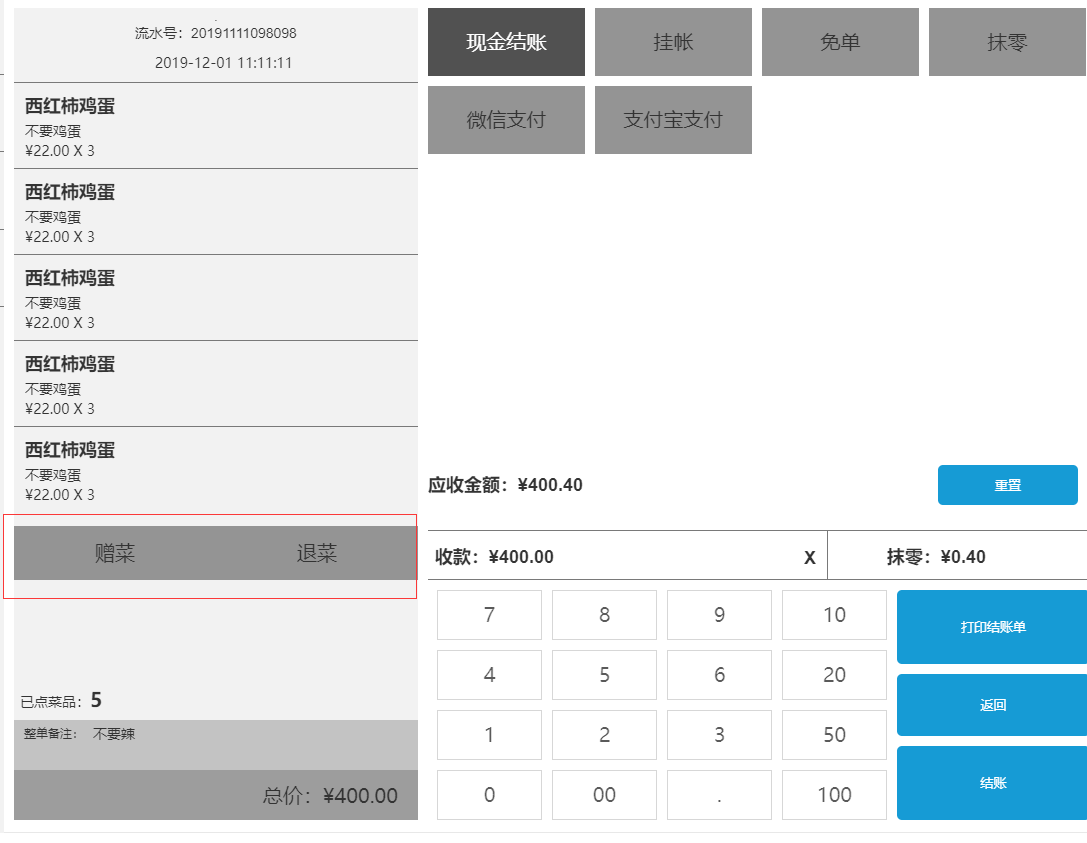 流水号：20191111098098
2019-12-01 11:11:11
西红柿鸡蛋
不要鸡蛋
¥22.00 X 3
西红柿鸡蛋
不要鸡蛋
¥22.00 X 3
西红柿鸡蛋
不要鸡蛋
¥22.00 X 3
西红柿鸡蛋
不要鸡蛋
¥22.00 X 3
西红柿鸡蛋
不要鸡蛋
¥22.00 X 3
赠菜 退菜
已点菜品：5
整单备注： 不要辣
总价：¥400.00
现金结账 挂帐 免单 抹零
微信支付 支付宝支付
应收金额：¥400.40 重置
收款：¥400.00 X 抹零：¥0.40
7 8 9 10
4 5 6 20
1 2 3 50
0 00 . 100
打印结账单
返回
结账